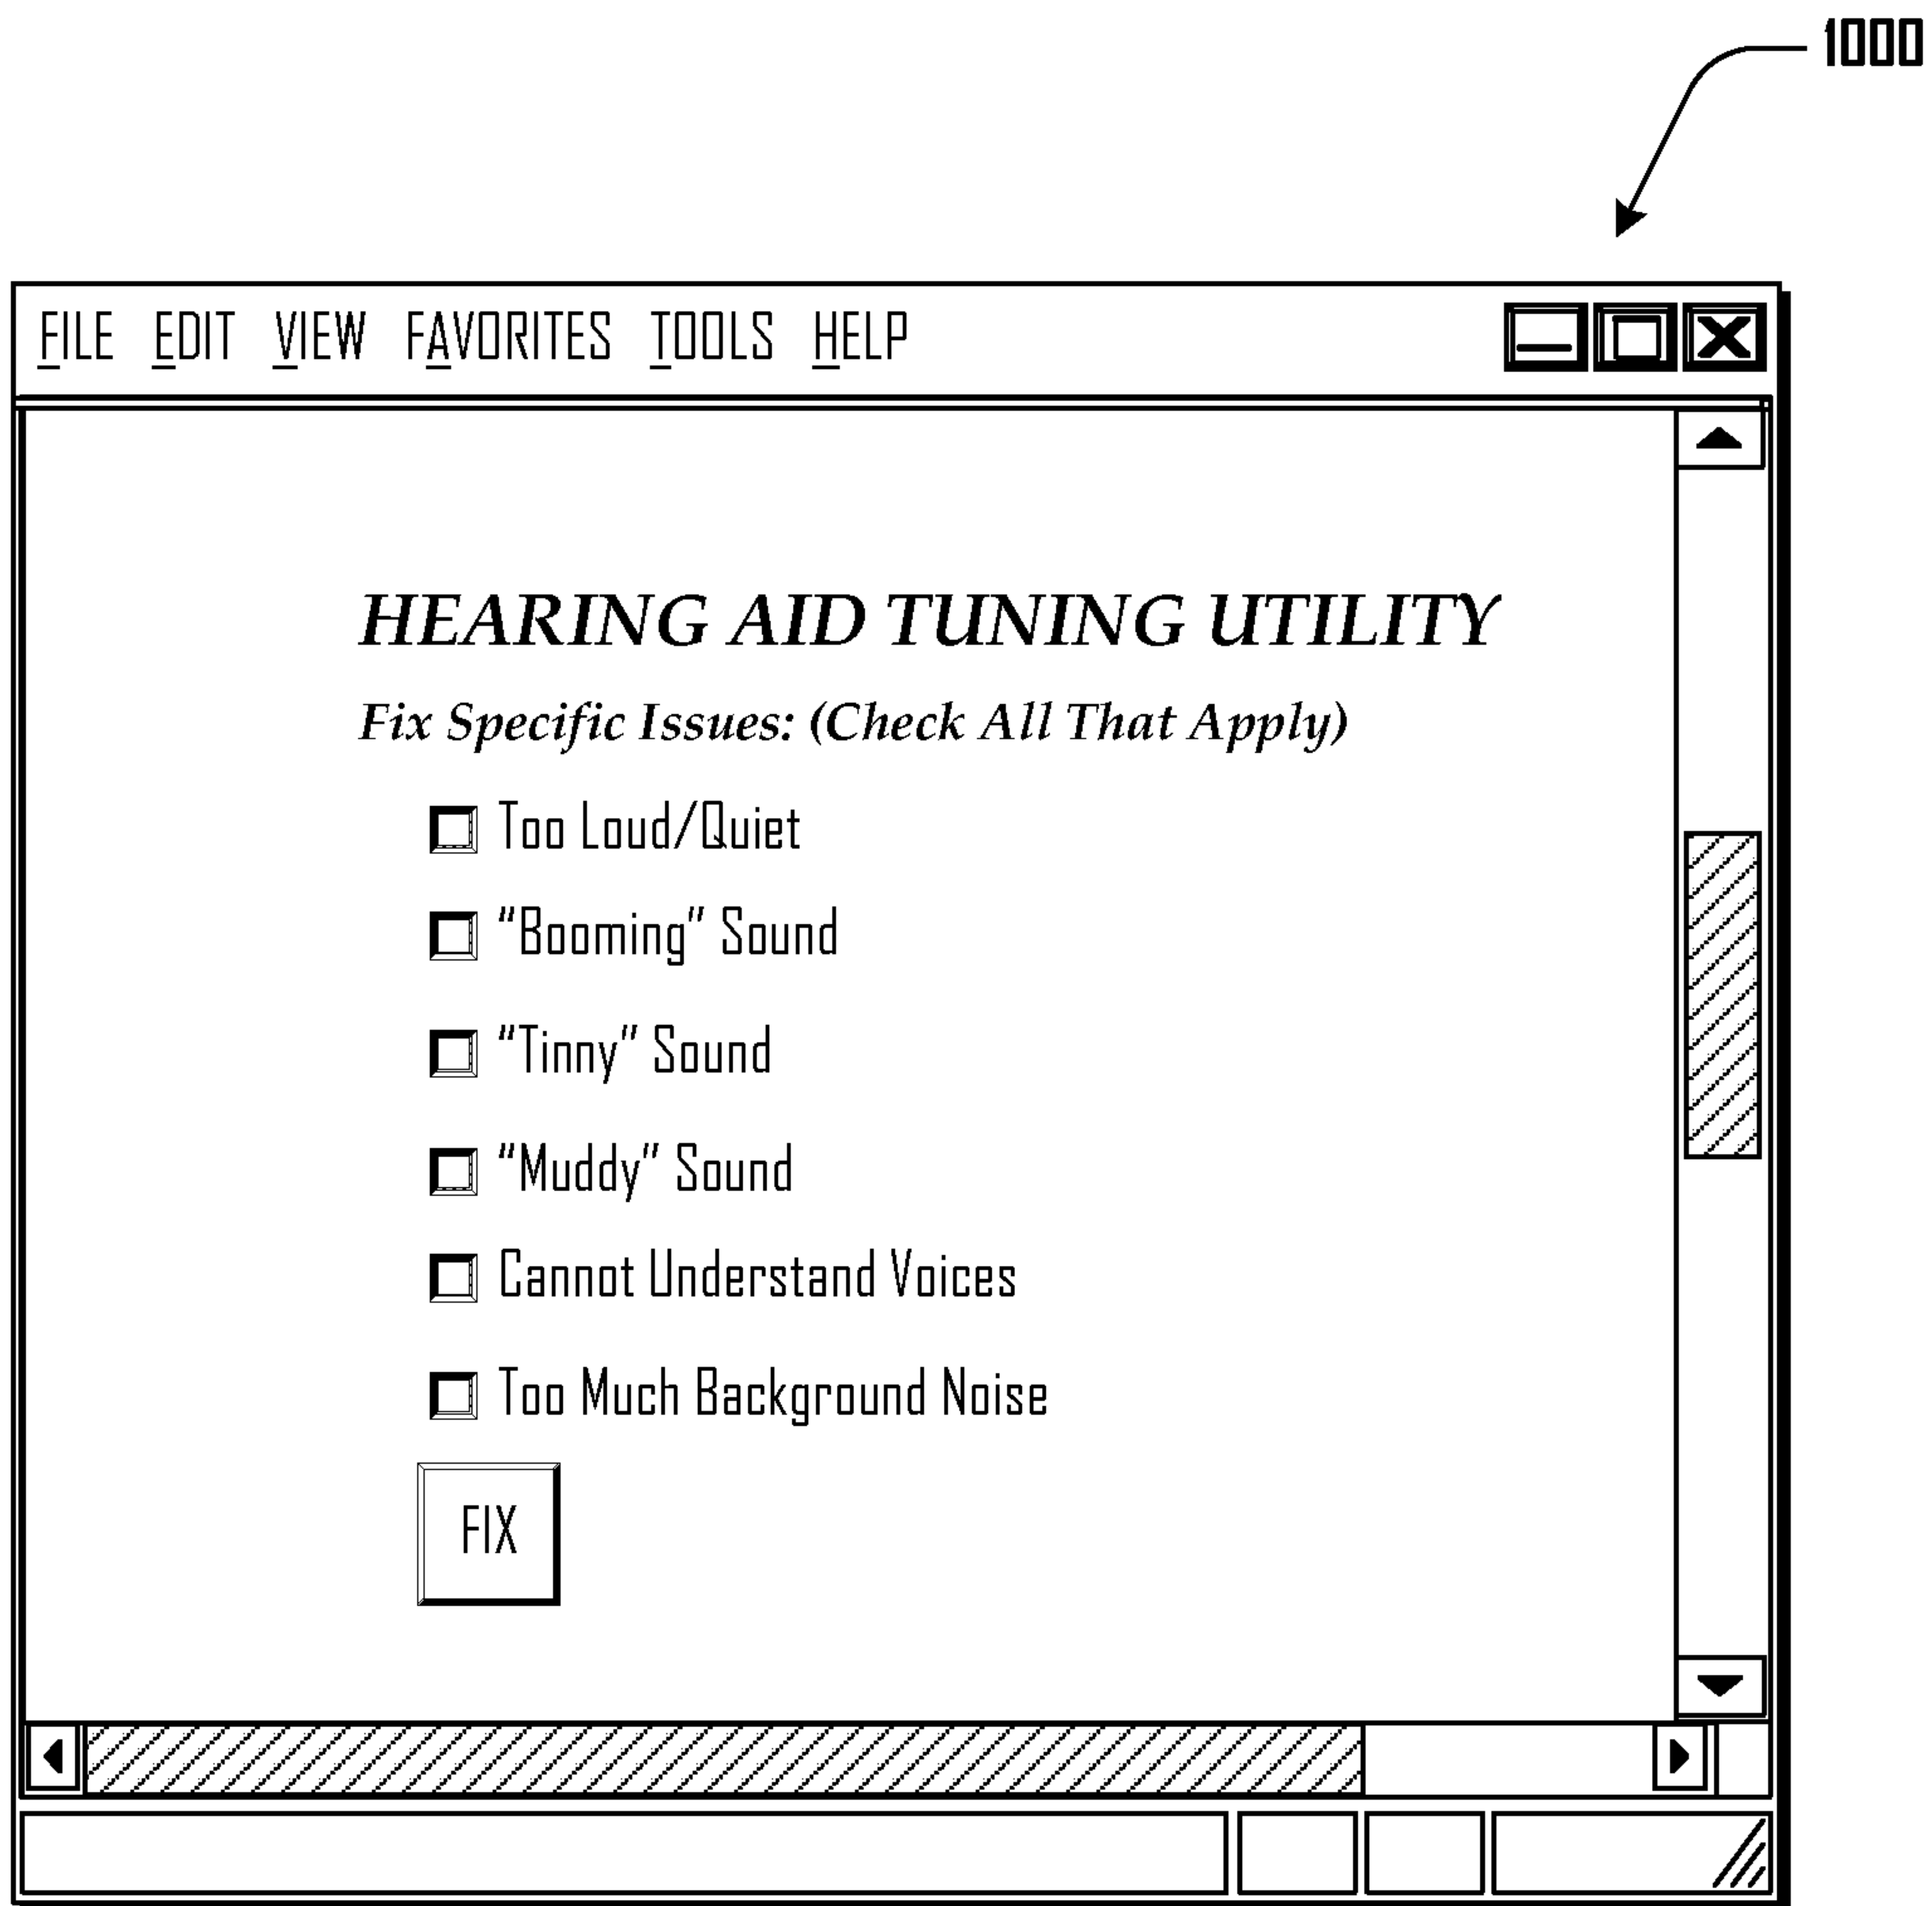 1000
FILE EDIT VIEW FAVORITES TOOLS HELP
HEARING AID TUNING UTILITY
Fix Specific Issues: (Check All That Apply)
Too Loud/Quiet
“Booming” Sound
“Tinny” Sound
“Muddy” Sound
Cannot Understand Voices
Too Much Background Noise
FIX